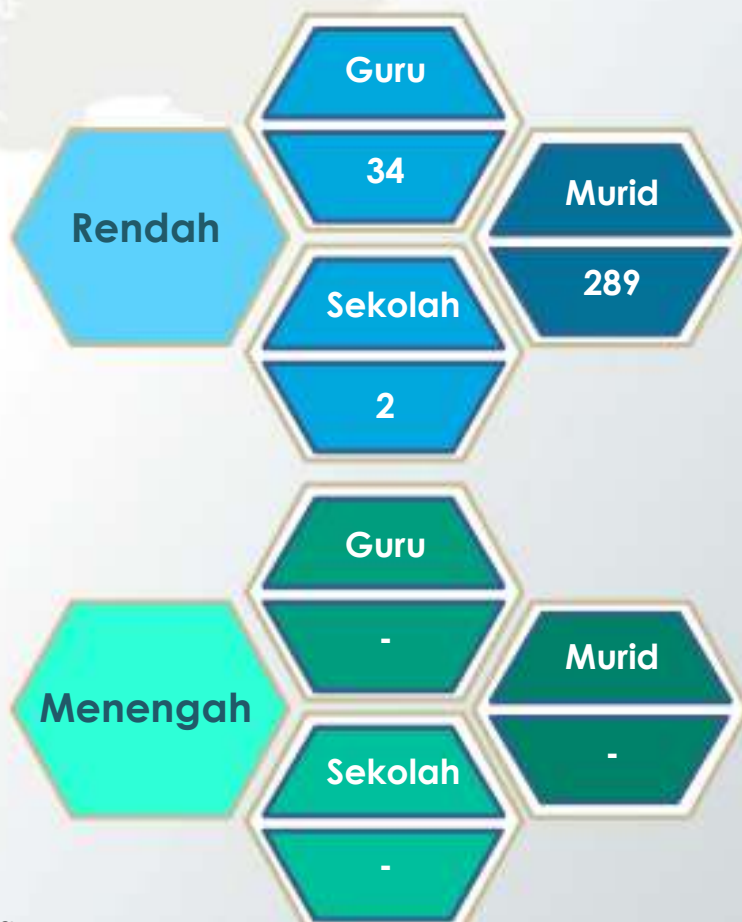 Rendah
Guru
34
Murid
289
Sekolah
2
Menengah
Guru
-
Murid
-
Sekolah
-